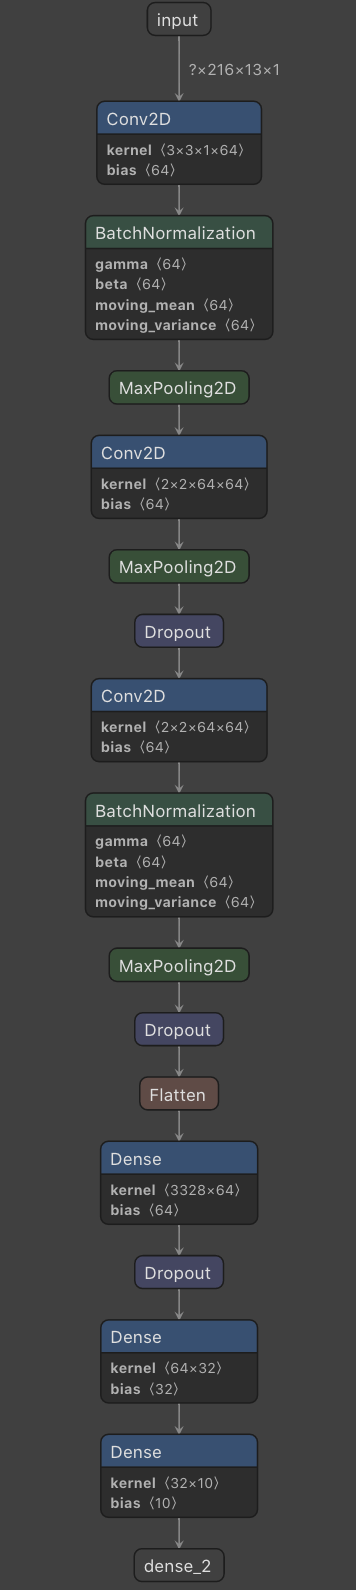 input
?×216×13×1
Conv2D
kernel ⟨3×3×1×64⟩
bias ⟨64⟩
BatchNormalization
gamma ⟨64⟩
beta ⟨64⟩
moving_mean ⟨64⟩
moving_variance ⟨64⟩
MaxPooling2D
Conv2D
kernel ⟨2×2×64×64⟩
bias ⟨64⟩
MaxPooling2D
Dropout
Conv2D
kernel ⟨2×2×64×64⟩
bias ⟨64⟩
BatchNormalization
gamma ⟨64⟩
beta ⟨64⟩
moving_mean ⟨64⟩
moving_variance ⟨64⟩
MaxPooling2D
Dropout
Flatten
Dense
kernel ⟨3328×64⟩
bias ⟨64⟩
Dropout
Dense
kernel ⟨64×32⟩
bias ⟨32⟩
Dense
kernel ⟨32×10⟩
bias ⟨10⟩
dense_2